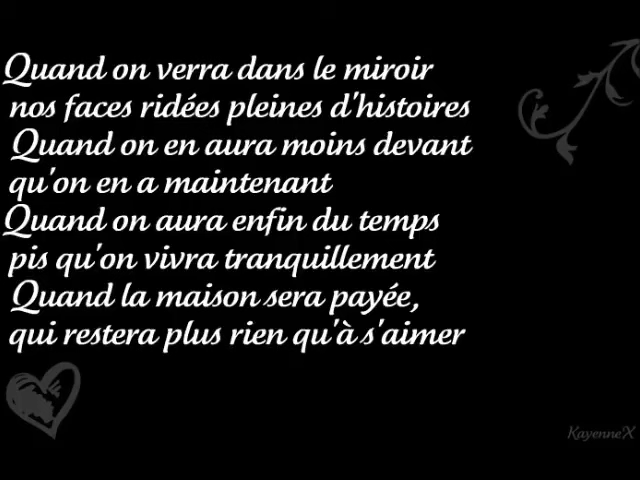 Quand on verra dans le miroir
nos faces ridées pleines d'histoires
Quand on en aura moins devant
qu'on en a maintenant
Quand on aura enfin du temps
pis qu'on vivra tranquillement
Quand la maison sera payée,
qui restera plus rien qu'à s'aimer
KayenneX